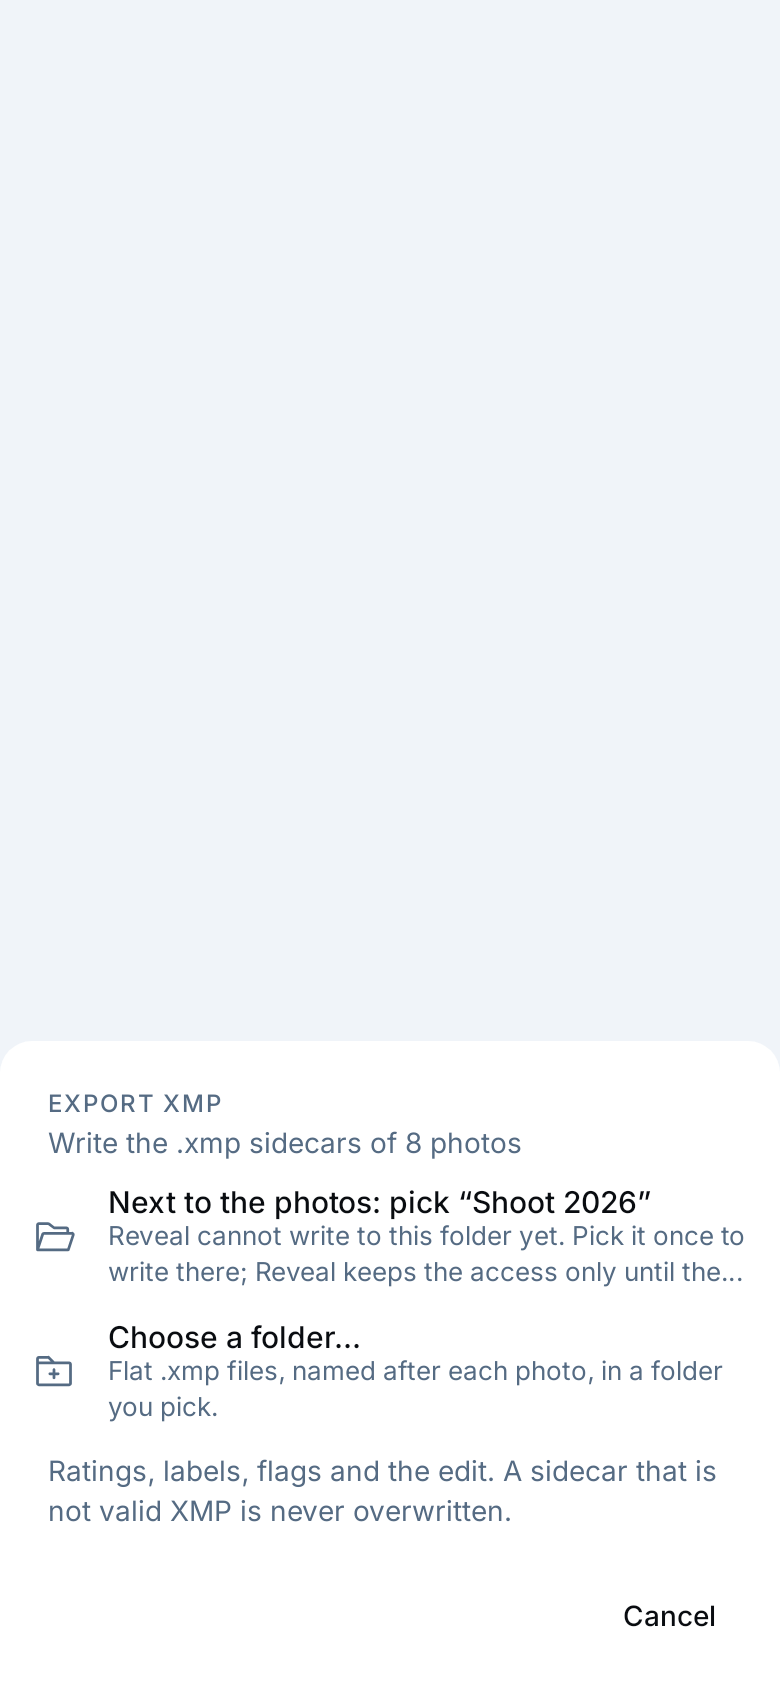 EXPORT XMP
Write the .xmp sidecars of 8 photos
Next to the photos: pick “Shoot 2026”
Reveal cannot write to this folder yet. Pick it once to
write there; Reveal keeps the access only until the...
Choose a folder...
Flat .xmp files, named after each photo, in a folder
you pick.
Ratings, labels, flags and the edit. A sidecar that is
not valid XMP is never overwritten.
Cancel